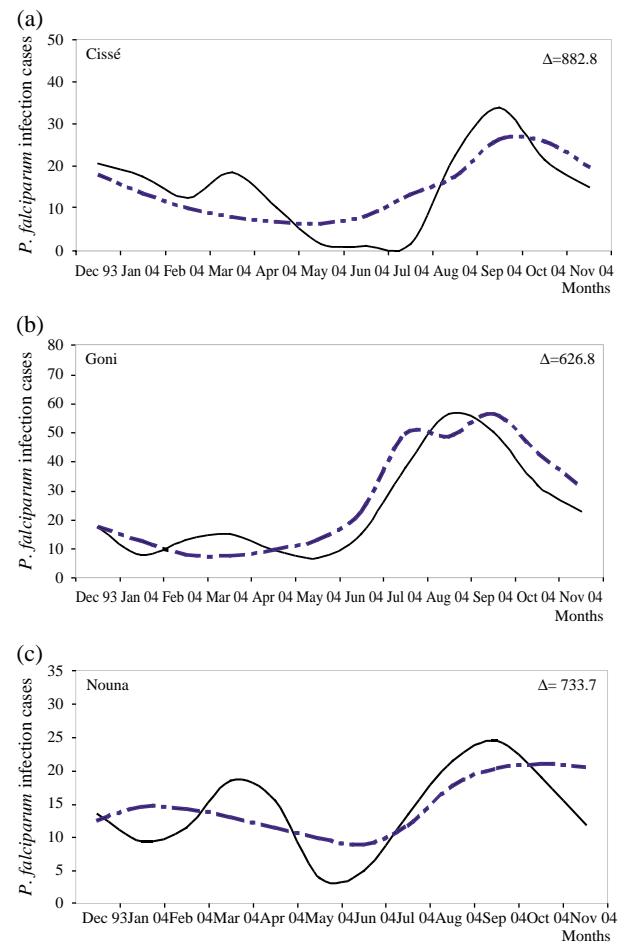 (a)
50
Cissé
Δ=882.8
40
30
20
10
0
P. falciparum infection cases
Dec 93 Jan 04 Feb 04 Mar 04 Apr 04 May 04 Jun 04 Jul 04 Aug 04 Sep 04 Oct 04 Nov 04
Months
(b)
80
Goni
Δ=626.8
70
60
50
40
30
20
10
0
P. falciparum infection cases
Dec 93 Jan 04 Feb 04 Mar 04 Apr 04 May 04 Jun 04 Jul 04 Aug 04 Sep 04 Oct 04 Nov 04
Months
(c)
35
Nouna
Δ= 733.7
30
25
20
15
10
5
0
P. falciparum infection cases
Dec 93Jan 04Feb 04Mar 04Apr 04May 04Jun 04Jul 04Aug 04Sep 04Oct 04Nov 04
Months